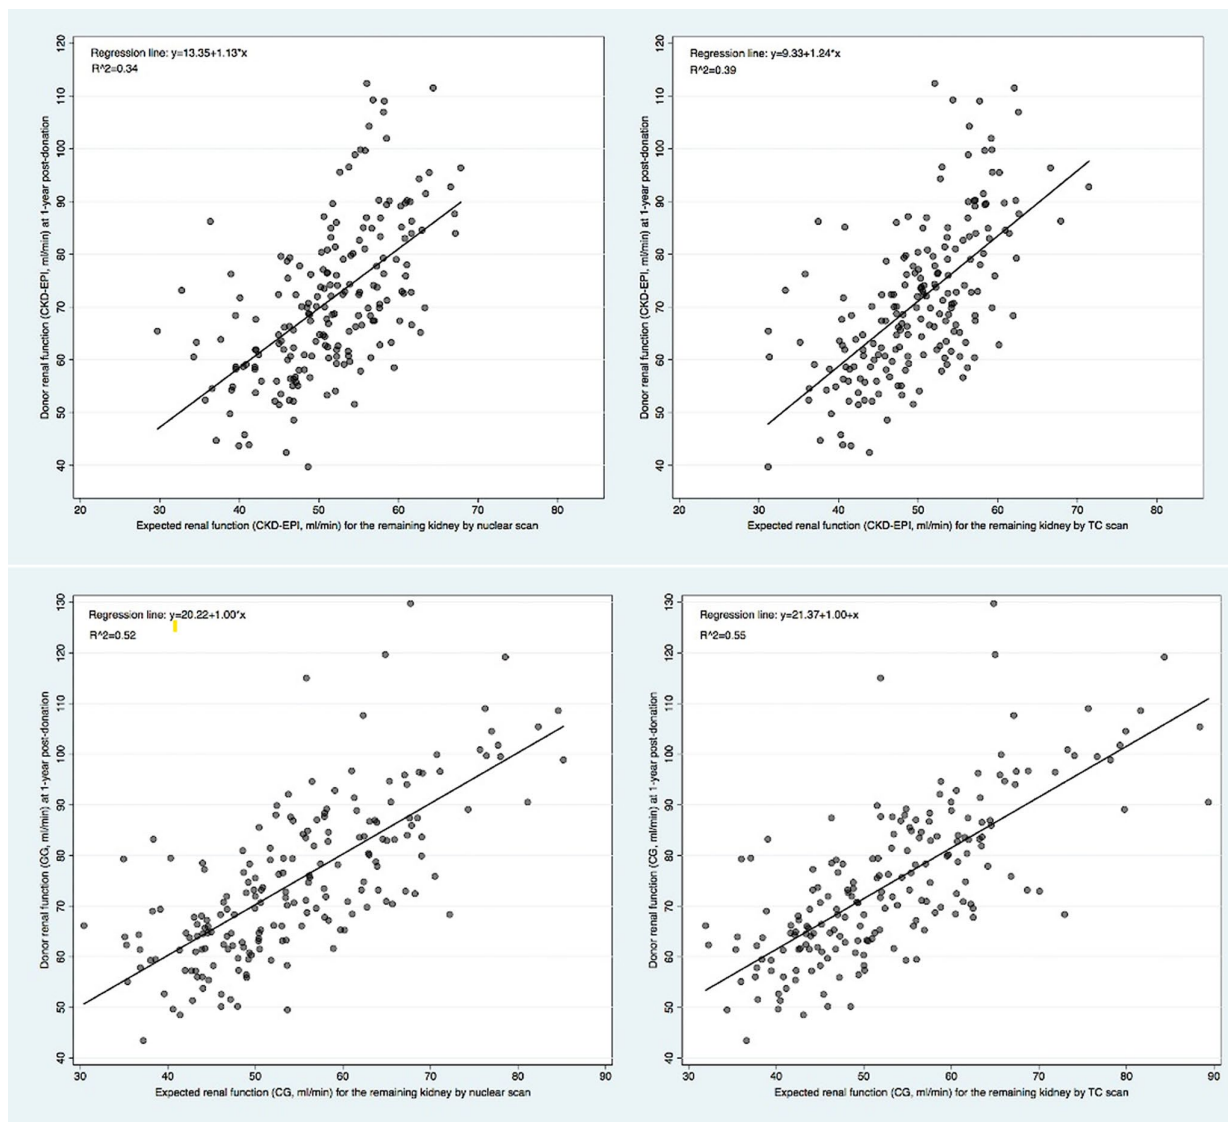 Regression line: y=13.35+1.13*x
R^2=0.34
Donor renal function (CKD-EPI, ml/min) at 1-year post-donation
120
110
100
90
80
70
60
50
40
20 30 40 50 60 70 80
Expected renal function (CKD-EPI, ml/min) for the remaining kidney by nuclear scan
Regression line: y=9.33+1.24*x
R^2=0.39
Donor renal function (CKD-EPI, ml/min) at 1-year post-donation
120
110
100
90
80
70
60
50
40
20 30 40 50 60 70 80
Expected renal function (CKD-EPI, ml/min) for the remaining kidney by TC scan
Regression line: y=20.22+1.00*x
R^2=0.52
Donor renal function (CG, ml/min) at 1-year post-donation
130
120
110
100
90
80
70
60
50
40
30 40 50 60 70 80 90
Expected renal function (CG, ml/min) for the remaining kidney by nuclear scan
Regression line: y=21.37+1.00+x
R^2=0.55
Donor renal function (CG, ml/min) at 1-year post-donation
130
120
110
100
90
80
70
60
50
40
30 40 50 60 70 80 90
Expected renal function (CG, ml/min) for the remaining kidney by TC scan